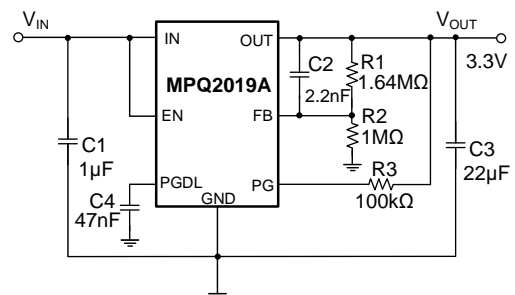 VIN
VOUT
IN
OUT
C2
R1
1.64MΩ
3.3V
MPQ2019A
2.2nF
EN
FB
R2
1MΩ
C1
1µF
C3
22µF
PGDL
PG
R3
100kΩ
C4
47nF
GND